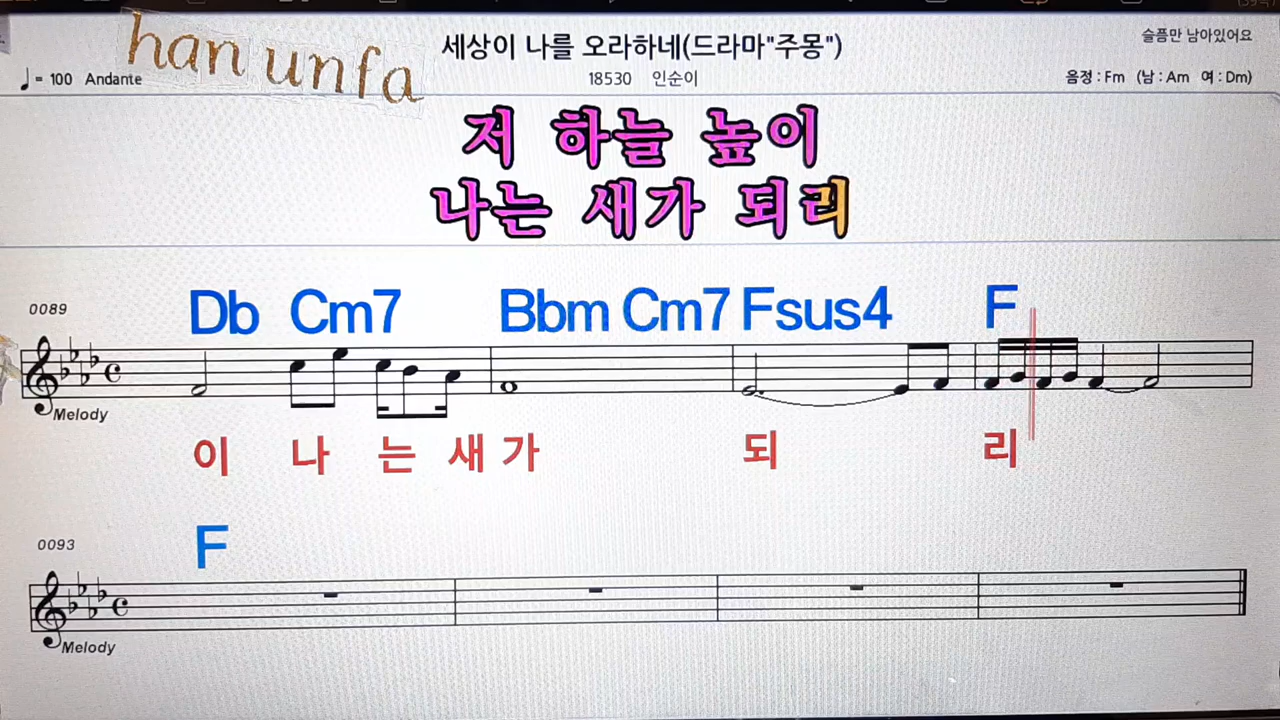 han unfa
세상이 나를 오라하네(드라마"주몽")
슬픔만 남아있어요
♩= 100 Andante
18530 인순이
음정 : Fm (남 : Am 여 : Dm)
저 하늘 높이
나는 새가 되리
0089
Db Cm7 Bbm Cm7 Fsus4 F
Melody
이 나 는 새 가 되 리
0093
F
Melody